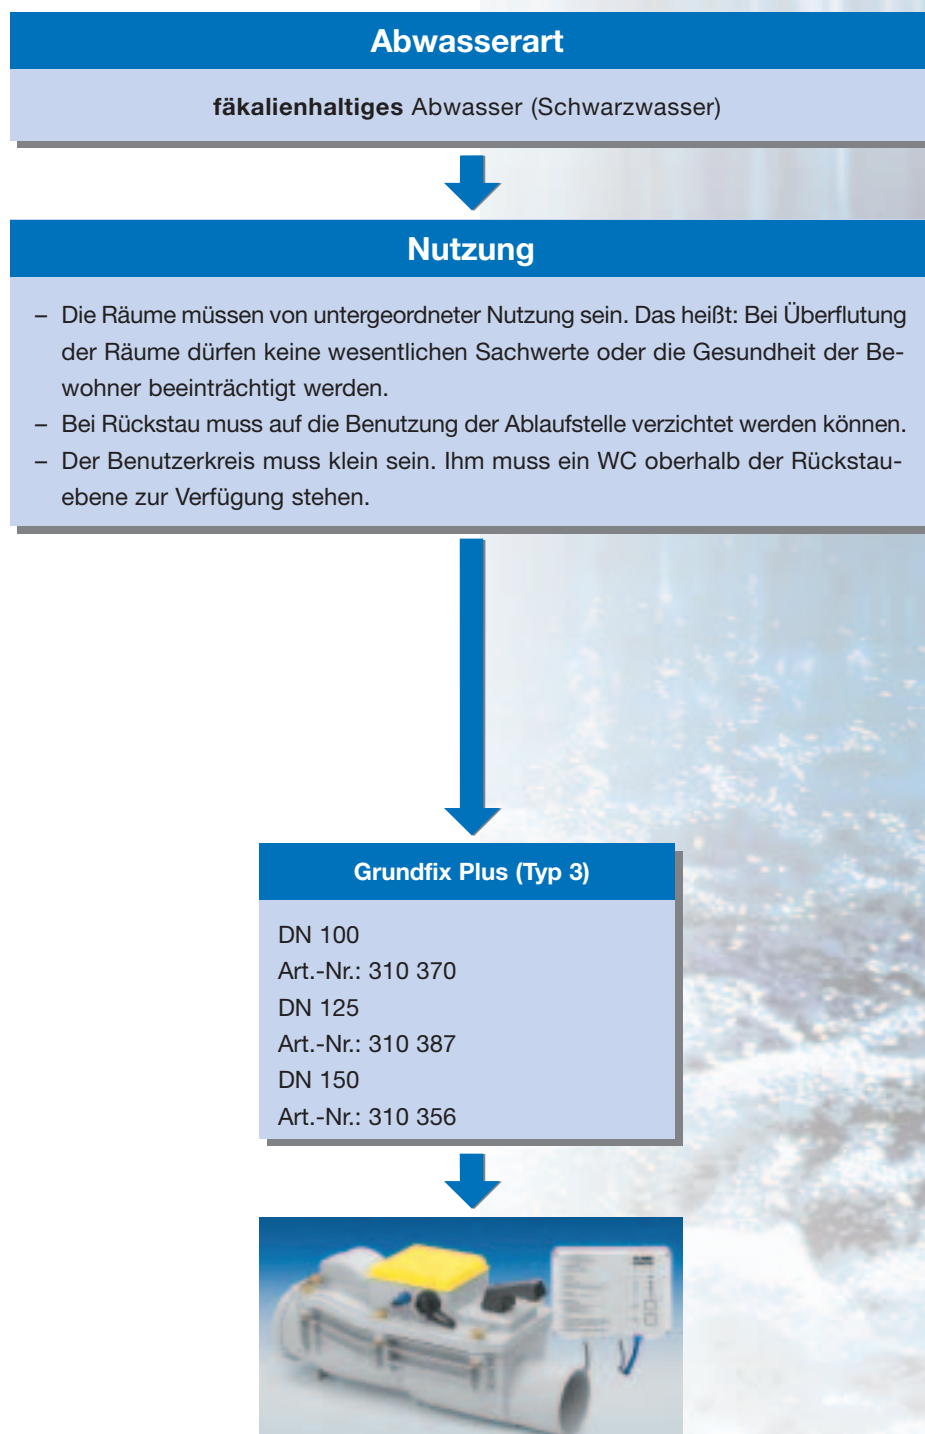 Abwasserart
fäkalienhaltiges Abwasser (Schwarzwasser)
Nutzung
– Die Räume müssen von untergeordneter Nutzung sein. Das heißt: Bei Überflutung
der Räume dürfen keine wesentlichen Sachwerte oder die Gesundheit der Be-
wohner beeinträchtigt werden.
– Bei Rückstau muss auf die Benutzung der Ablaufstelle verzichtet werden können.
– Der Benutzerkreis muss klein sein. Ihm muss ein WC oberhalb der Rückstau-
ebene zur Verfügung stehen.
Grundfix Plus (Typ 3)
DN 100
Art.-Nr.: 310 370
DN 125
Art.-Nr.: 310 387
DN 150
Art.-Nr.: 310 356